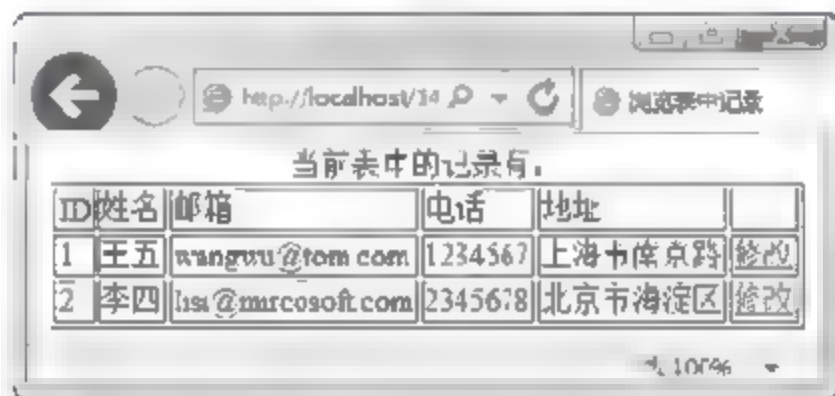 http://localhost/14
浏览表中记录
当前表中的记录有:
ID 姓名 邮箱 电话 地址
1 王五 wangwu@tom.com 1234567 上海市南京路 修改
2 李四 lisi@mircosoft.com 2345678 北京市海淀区 修改
100%